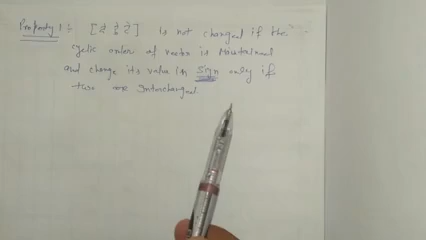 Property 1:- [a⃗ b⃗ c⃗] is not changed if the
cyclic order of vector is Maintained
and change its value in sign only if
two are Interchanged.